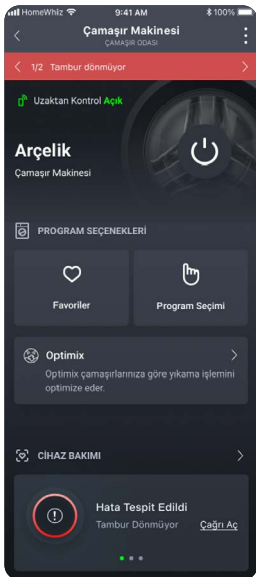 HomeWhiz
9:41 AM
100%
Çamaşır Makinesi
ÇAMAŞIR ODASI
1/2 Tambur dönmüyor
Uzaktan Kontrol Açık
Arçelik
Çamaşır Makinesi
PROGRAM SEÇENEKLERİ
Favoriler
Program Seçimi
Optimix
Optimix çamaşırlarınıza göre yıkama işlemini
optimize eder.
CİHAZ BAKIMI
Hata Tespit Edildi
Tambur Dönmüyor Çağrı Aç